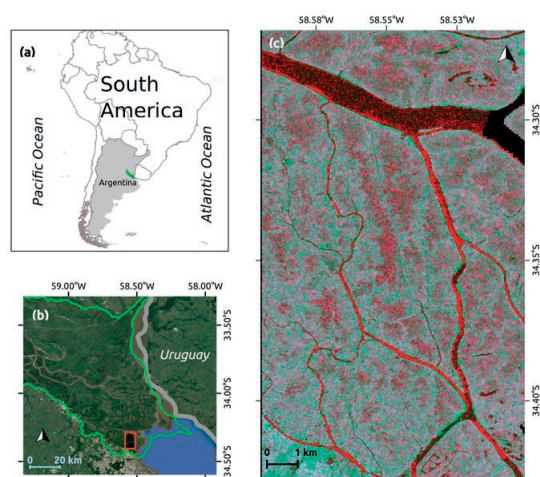 (a)
South
America
Pacific Ocean
Atlantic Ocean
Argentina
59.00°W
58.50°W
58.00°W
(b)
Uruguay
33.50°S
34.00°S
34.50°S
0
20 km
58.58°W
58.55°W
58.53°W
(c)
34.30°S
34.35°S
34.40°S
0
1 km